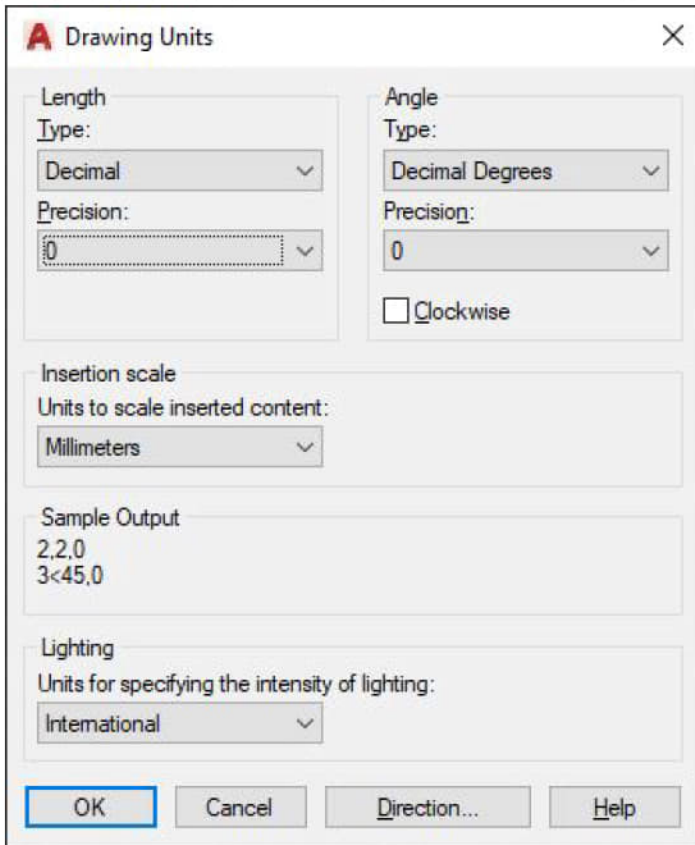 Drawing Units
Length
Type:
Decimal
Precision:
0
Angle
Type:
Decimal Degrees
Precision:
0
Clockwise
Insertion scale
Units to scale inserted content:
Millimeters
Sample Output
2,2,0
3<45,0
Lighting
Units for specifying the intensity of lighting:
International
OK Cancel Direction... Help